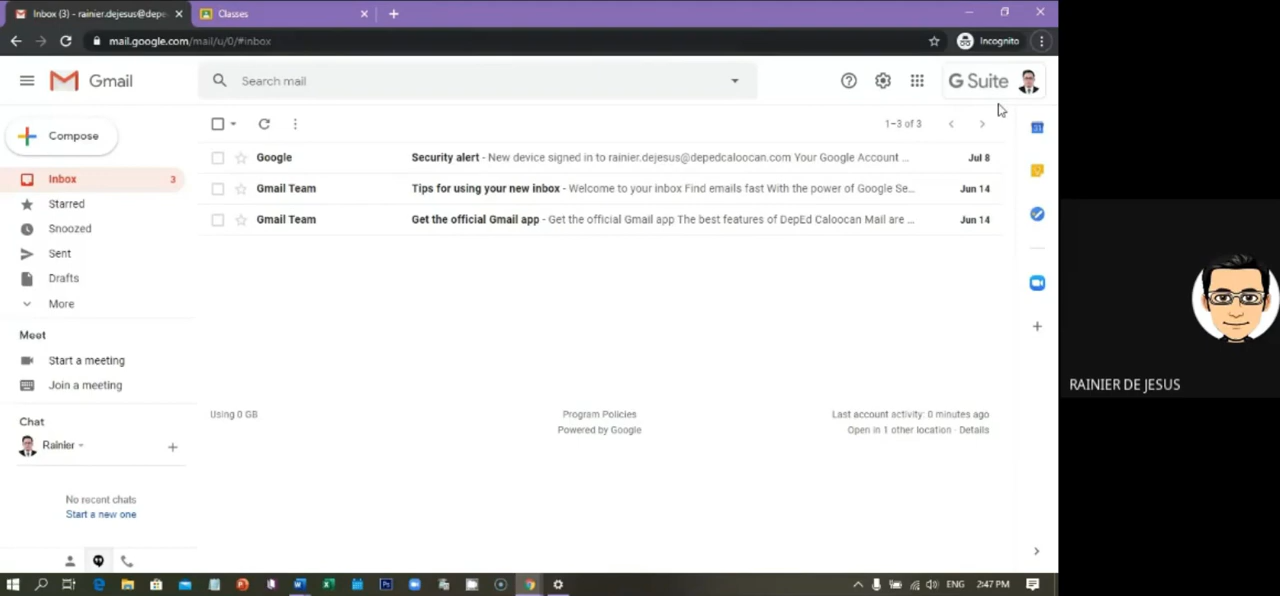 Inbox (3) - rainier.dejesus@depe
Classes
mail.google.com/mail/u/0/#inbox
Incognito
Gmail
Search mail
G Suite
Compose
1–3 of 3
Inbox 3
Starred
Snoozed
Sent
Drafts
More
Google Security alert - New device signed in to rainier.dejesus@depedcaloocan.com Your Google Account ... Jul 8
Gmail Team Tips for using your new inbox - Welcome to your inbox Find emails fast With the power of Google Se... Jun 14
Gmail Team Get the official Gmail app - Get the official Gmail app The best features of DepEd Caloocan Mail are ... Jun 14
Meet
Start a meeting
Join a meeting
Chat
Rainier
No recent chats
Start a new one
Using 0 GB
Program Policies
Powered by Google
Last account activity: 0 minutes ago
Open in 1 other location · Details
RAINIER DE JESUS
ENG 2:47 PM